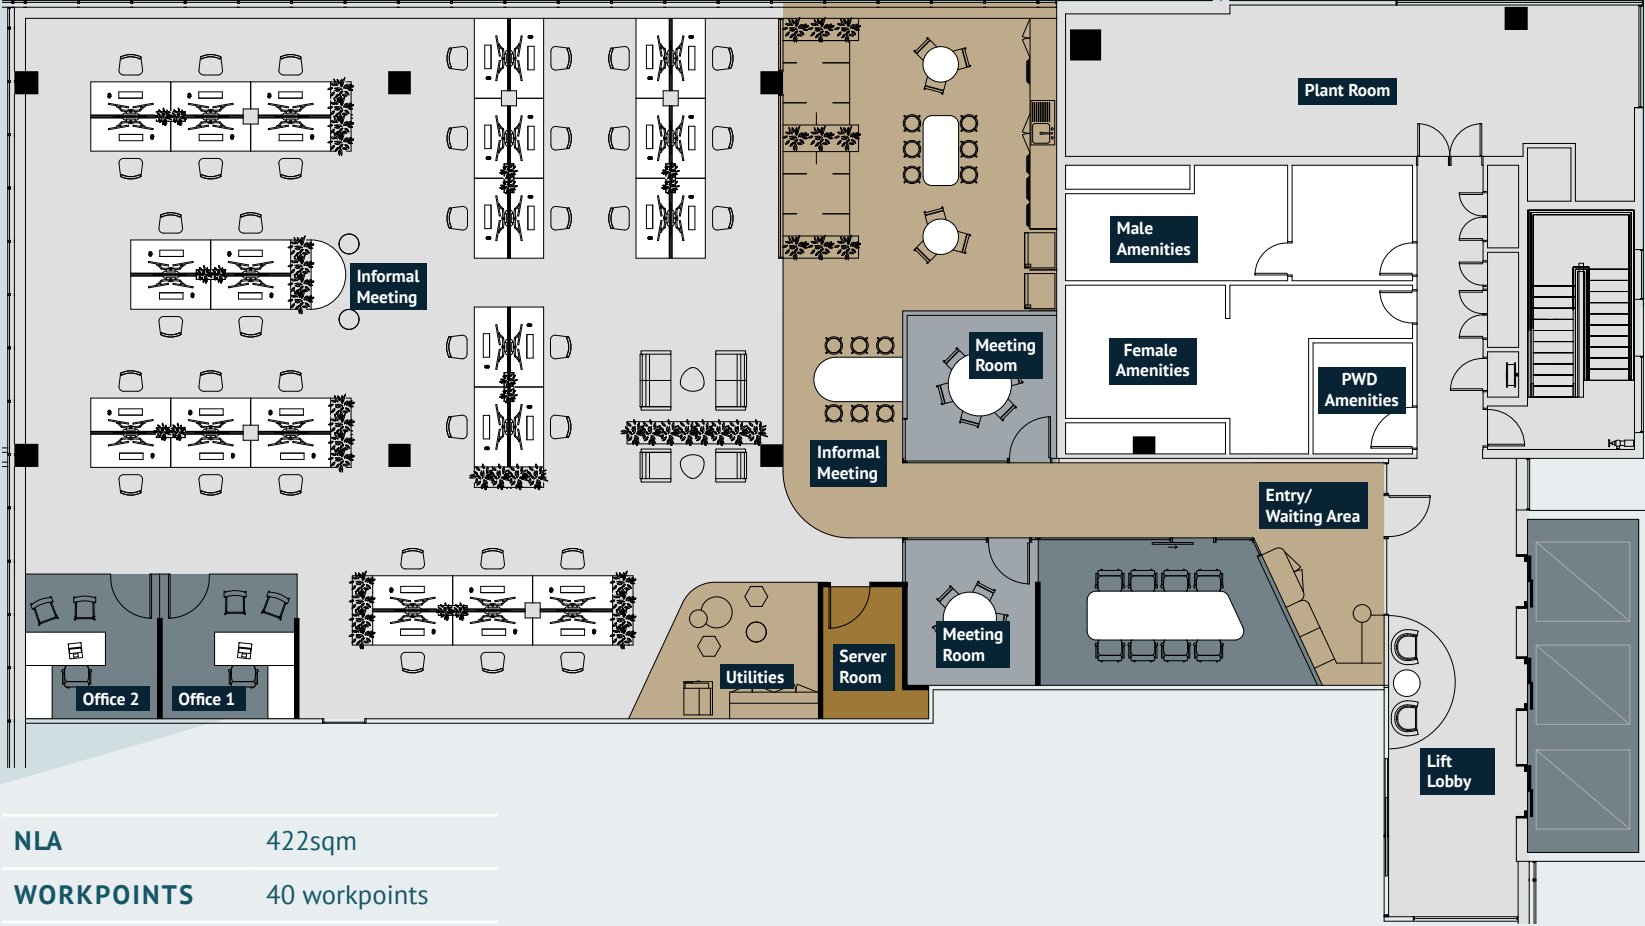 Plant Room
Male
Amenities
Informal
Meeting
Meeting
Room
Female
Amenities
PWD
Amenities
Informal
Meeting
Entry/
Waiting Area
Office 2
Office 1
Utilities
Server
Room
Meeting
Room
Lift
Lobby
NLA 422sqm
WORKPOINTS 40 workpoints